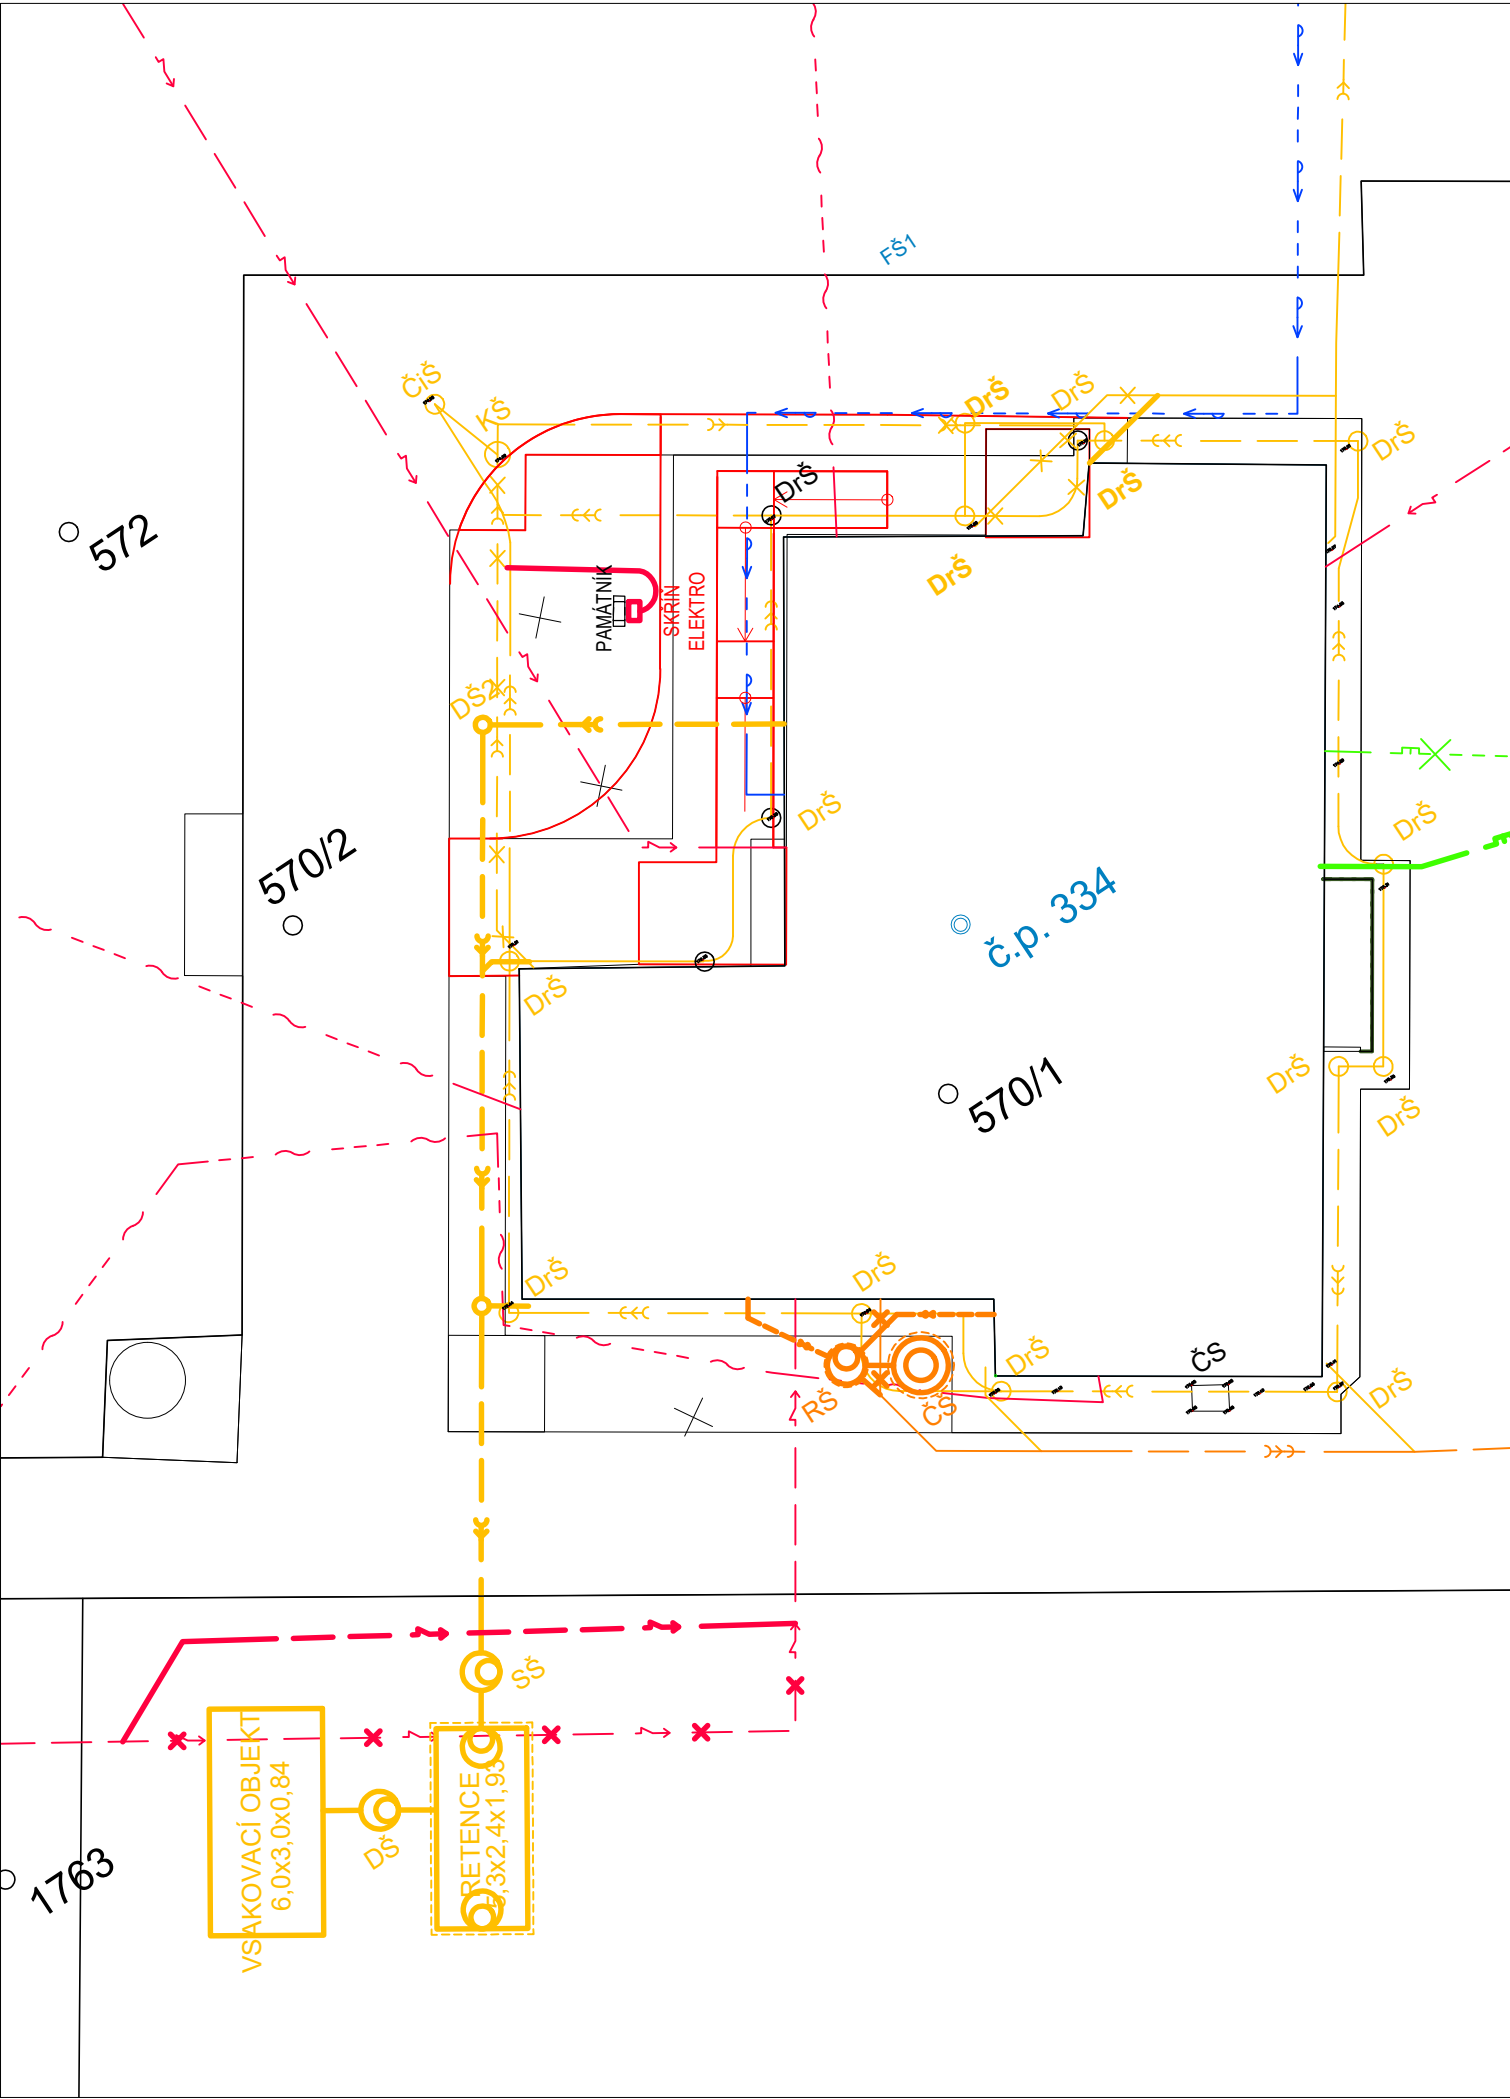 FŠ1
ČiŠ
KŠ
DrŠ
DrŠ
DrŠ
DrŠ
DrŠ
DrŠ
572
PAMÁTNÍK
SKŘÍŇ
ELEKTRO
DŠ2
DrŠ
DrŠ
570/2
č.p. 334
DrŠ
570/1
DrŠ
DrŠ
DrŠ
DrŠ
DrŠ
ČS
DrŠ
RŠ
ČS
SŠ
VSAKOVACÍ OBJEKT
6,0x3,0x0,84
DŠ
RETENCE
1763